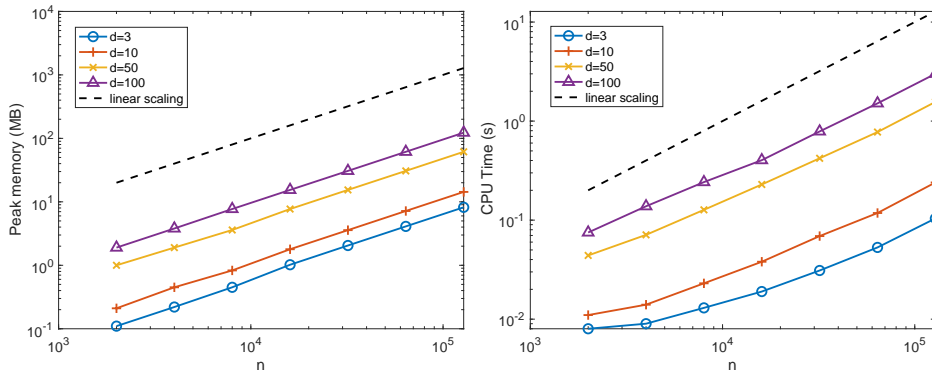 10^4
10^3
10^2
10^1
10^0
10^-1
10^3
10^4
10^5
n
Peak memory (MB)
d=3
d=10
d=50
d=100
linear scaling
10^1
10^0
10^-1
10^-2
10^3
10^4
10^5
n
CPU Time (s)
d=3
d=10
d=50
d=100
linear scaling